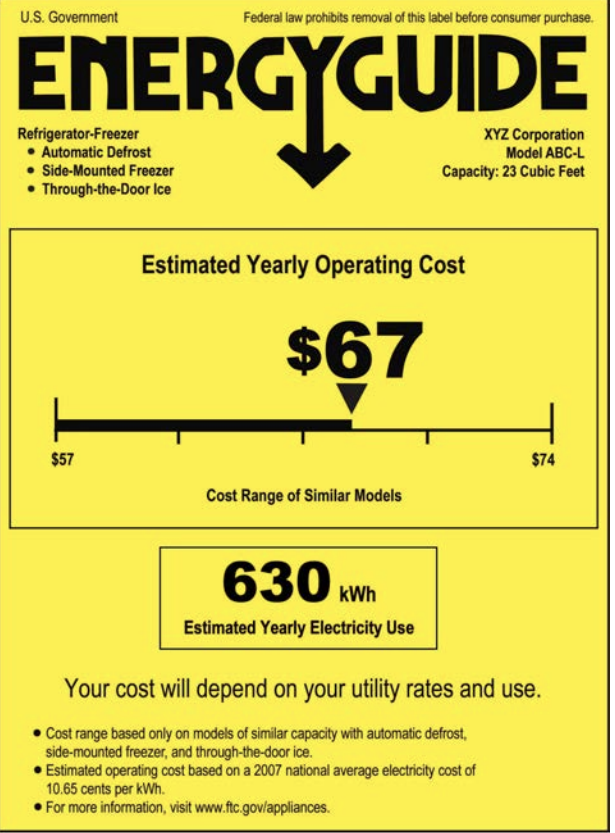 U.S. Government
Federal law prohibits removal of this label before consumer purchase.
ENERGYGUIDE
Refrigerator-Freezer
• Automatic Defrost
• Side-Mounted Freezer
• Through-the-Door Ice
XYZ Corporation
Model ABC-L
Capacity: 23 Cubic Feet
Estimated Yearly Operating Cost
$67
$57
$74
Cost Range of Similar Models
630 kWh
Estimated Yearly Electricity Use
Your cost will depend on your utility rates and use.
• Cost range based only on models of similar capacity with automatic defrost,
side-mounted freezer, and through-the-door ice.
• Estimated operating cost based on a 2007 national average electricity cost of
10.65 cents per kWh.
• For more information, visit www.ftc.gov/appliances.